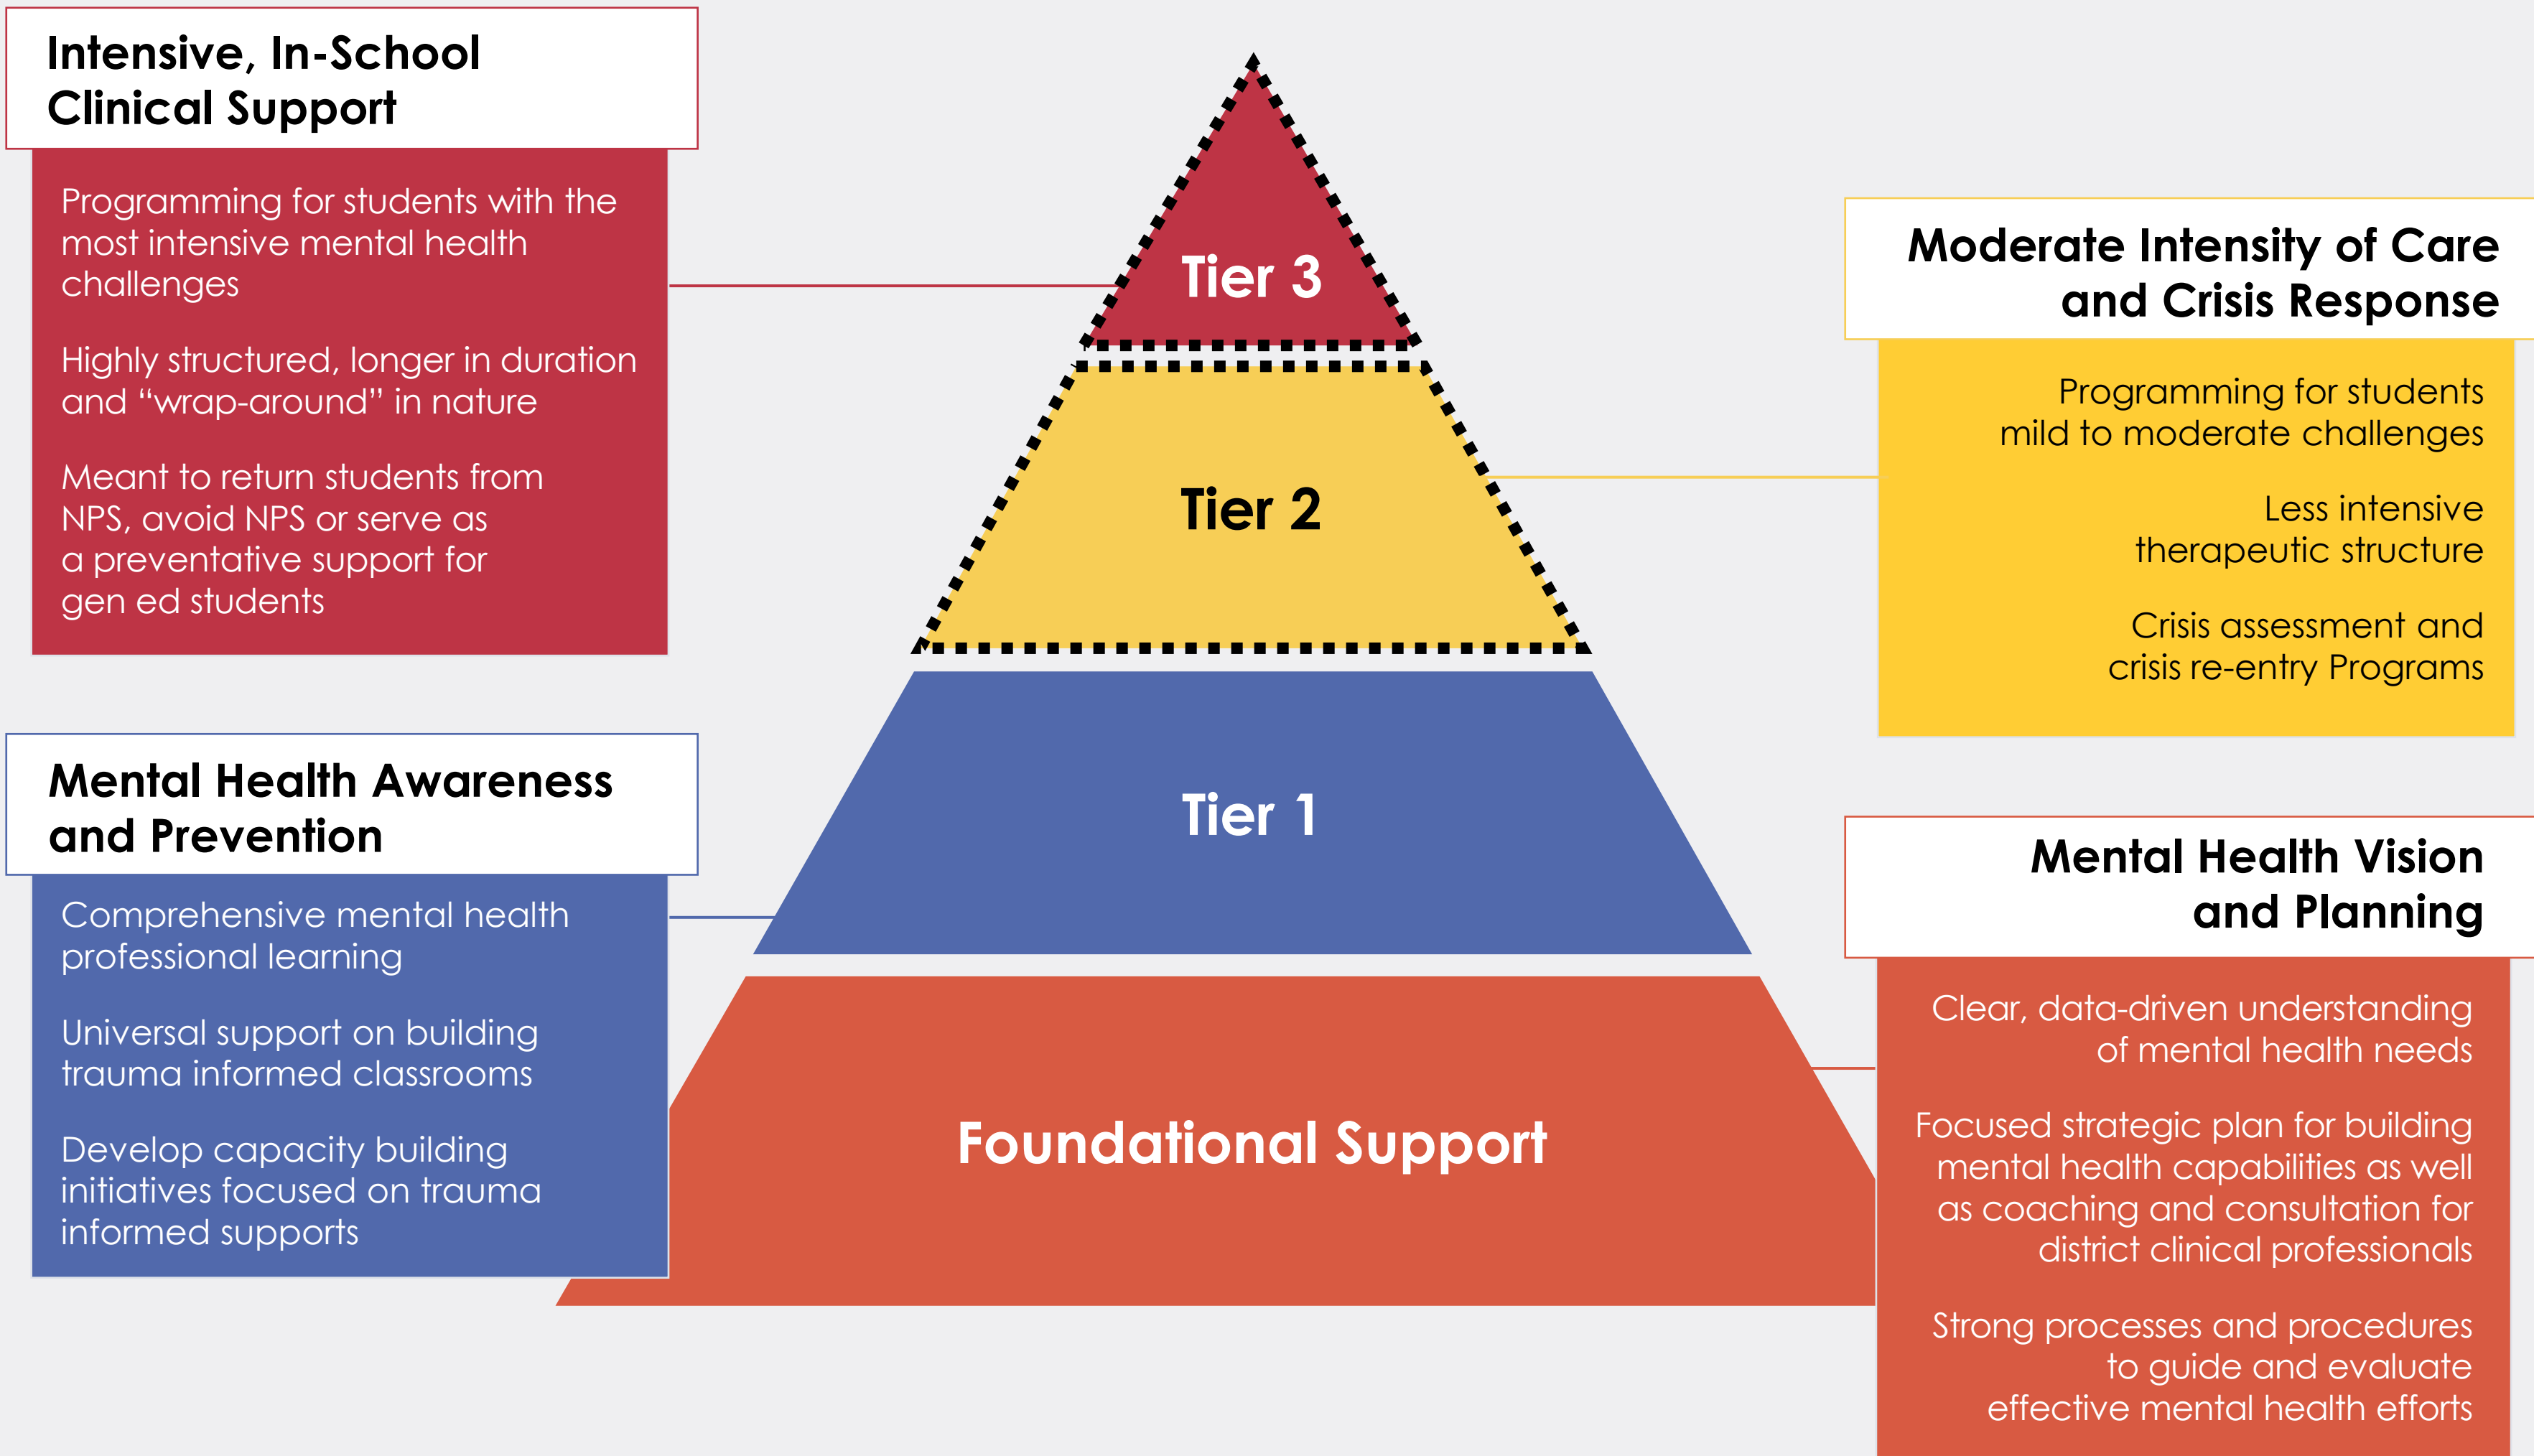 Intensive, In-School
Clinical Support
Programming for students with the
most intensive mental health
challenges
Highly structured, longer in duration
and “wrap-around” in nature
Meant to return students from
NPS, avoid NPS or serve as
a preventative support for
gen ed students
Tier 3
Moderate Intensity of Care
and Crisis Response
Programming for students
mild to moderate challenges
Less intensive
therapeutic structure
Crisis assessment and
crisis re-entry Programs
Tier 2
Mental Health Awareness
and Prevention
Comprehensive mental health
professional learning
Universal support on building
trauma informed classrooms
Develop capacity building
initiatives focused on trauma
informed supports
Tier 1
Mental Health Vision
and Planning
Clear, data-driven understanding
of mental health needs
Focused strategic plan for building
mental health capabilities as well
as coaching and consultation for
district clinical professionals
Strong processes and procedures
to guide and evaluate
effective mental health efforts
Foundational Support